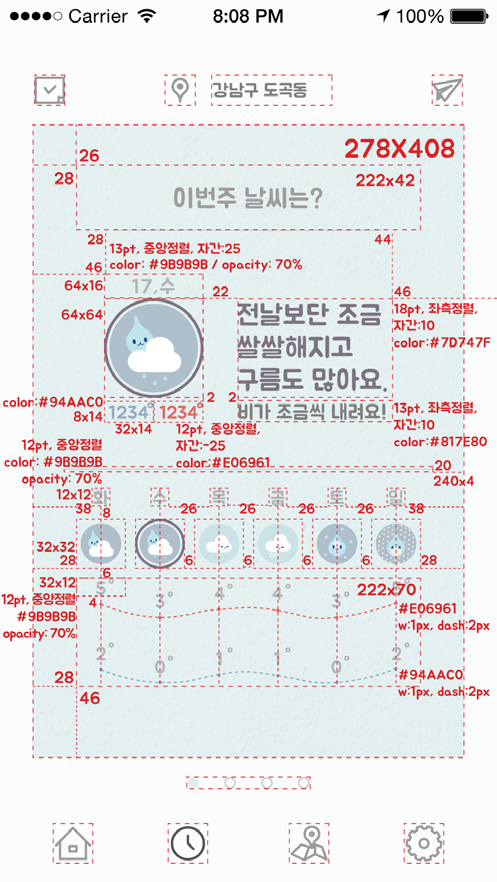 Carrier 8:08 PM 100%
강남구 도곡동
26
278X408
28
222x42
이번주 날씨는?
28
13pt, 중앙정렬, 자간:25
44
46
color: #9B9B9B / opacity: 70%
64x16
17,수
22
46
64x64
전날보단 조금
쌀쌀해지고
구름도 많아요.
18pt, 좌측정렬,
자간:10
color:#7D747F
color:#94AAC0
2
2
8x14
1234° 1234°
비가 조금씩 내려요!
13pt, 좌측정렬,
자간:10
color:#817E80
32x14
12pt, 중앙정렬,
자간:-25
color:#E06961
12pt, 중앙정렬
color: #9B9B9B
opacity: 70%
20
240x4
12x12
화 수 목 금 토 일
38
8
26 26 26 26
38
32x32
28
6 6 6 6
28
6
32x12
222x70
12pt, 중앙정렬
#9B9B9B
opacity: 70%
4
5° 3° 4° 4° 3° 5°
#E06961
w:1px, dash:2px
2° 0° 1° 1° 0° 2°
28
#94AAC0
w:1px, dash:2px
46